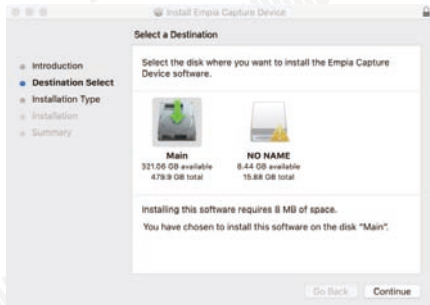 Install Empia Capture Device
Select a Destination
Introduction
Destination Select
Installation Type
Installation
Summary
Select the disk where you want to install the Empia Capture
Device software.
Main
321.06 GB available
479.9 GB total
NO NAME
8.44 GB available
15.88 GB total
Installing this software requires 8 MB of space.
You have chosen to install this software on the disk "Main".
Go Back
Continue